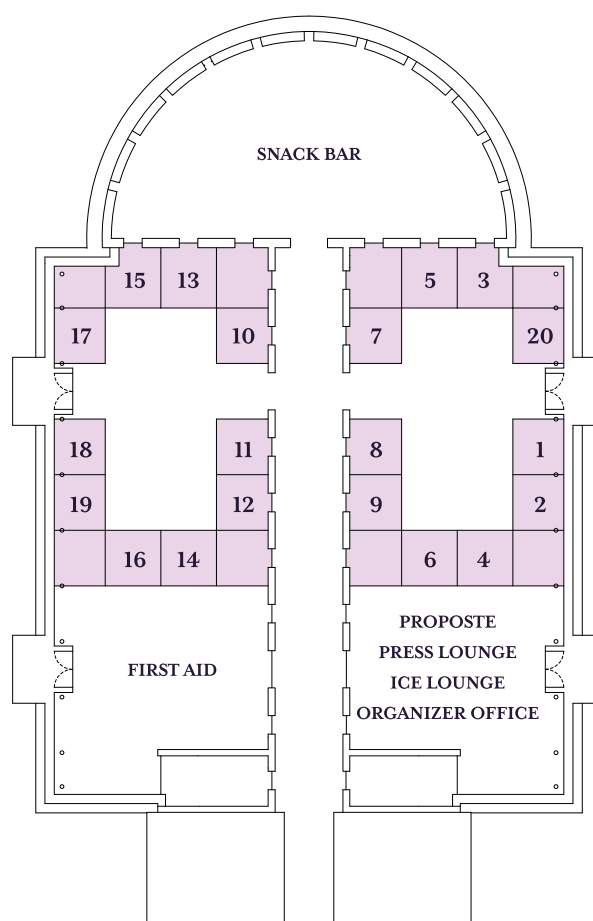 SNACK BAR
15 13 5 3
17 10 7 20
18 11 8 1
19 12 9 2
16 14 6 4
PROPOSTE
PRESS LOUNGE
FIRST AID
ICE LOUNGE
ORGANIZER OFFICE